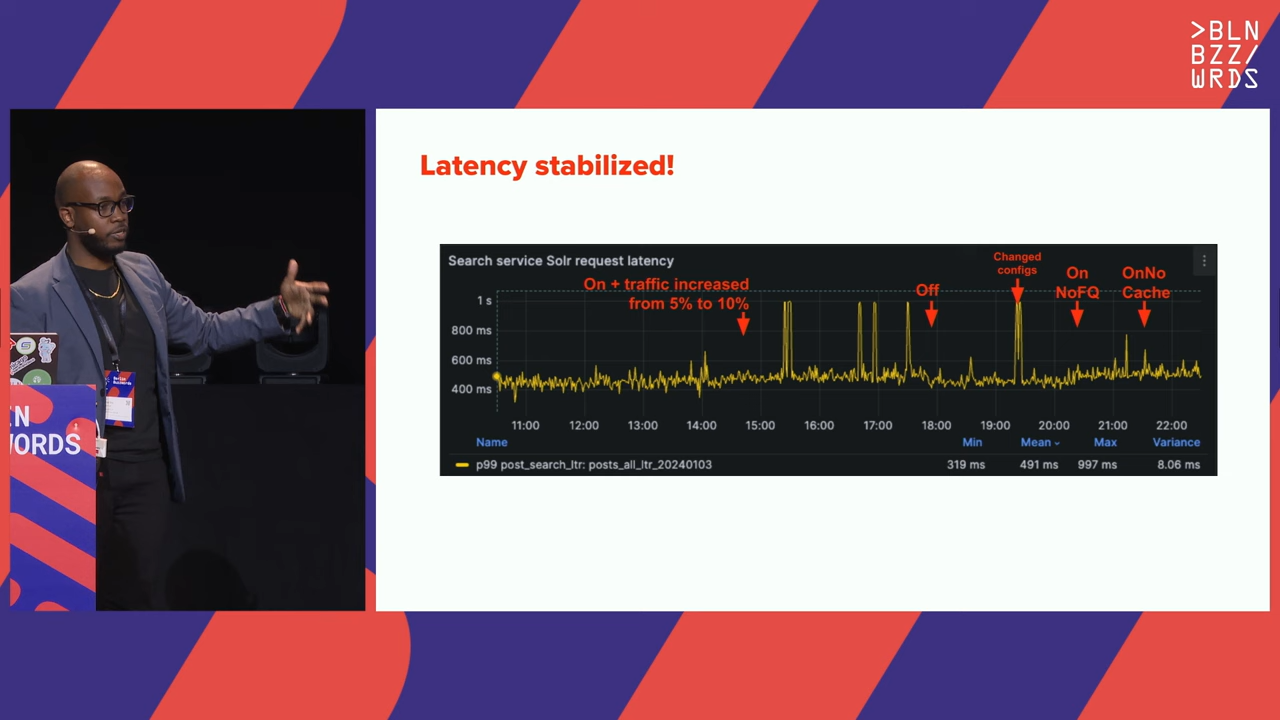 >BLN
BZZ/
WRDS
Latency stabilized!
Search service Solr request latency
On + traffic increased
from 5% to 10%
Off
Changed
configs
On
NoFQ
OnNo
Cache
1 s
800 ms
600 ms
400 ms
11:00 12:00 13:00 14:00 15:00 16:00 17:00 18:00 19:00 20:00 21:00 22:00
Name Min Mean Max Variance
p99 post_search_ltr: posts_all_ltr_20240103 319 ms 491 ms 997 ms 8.06 ms
LN
WORDS